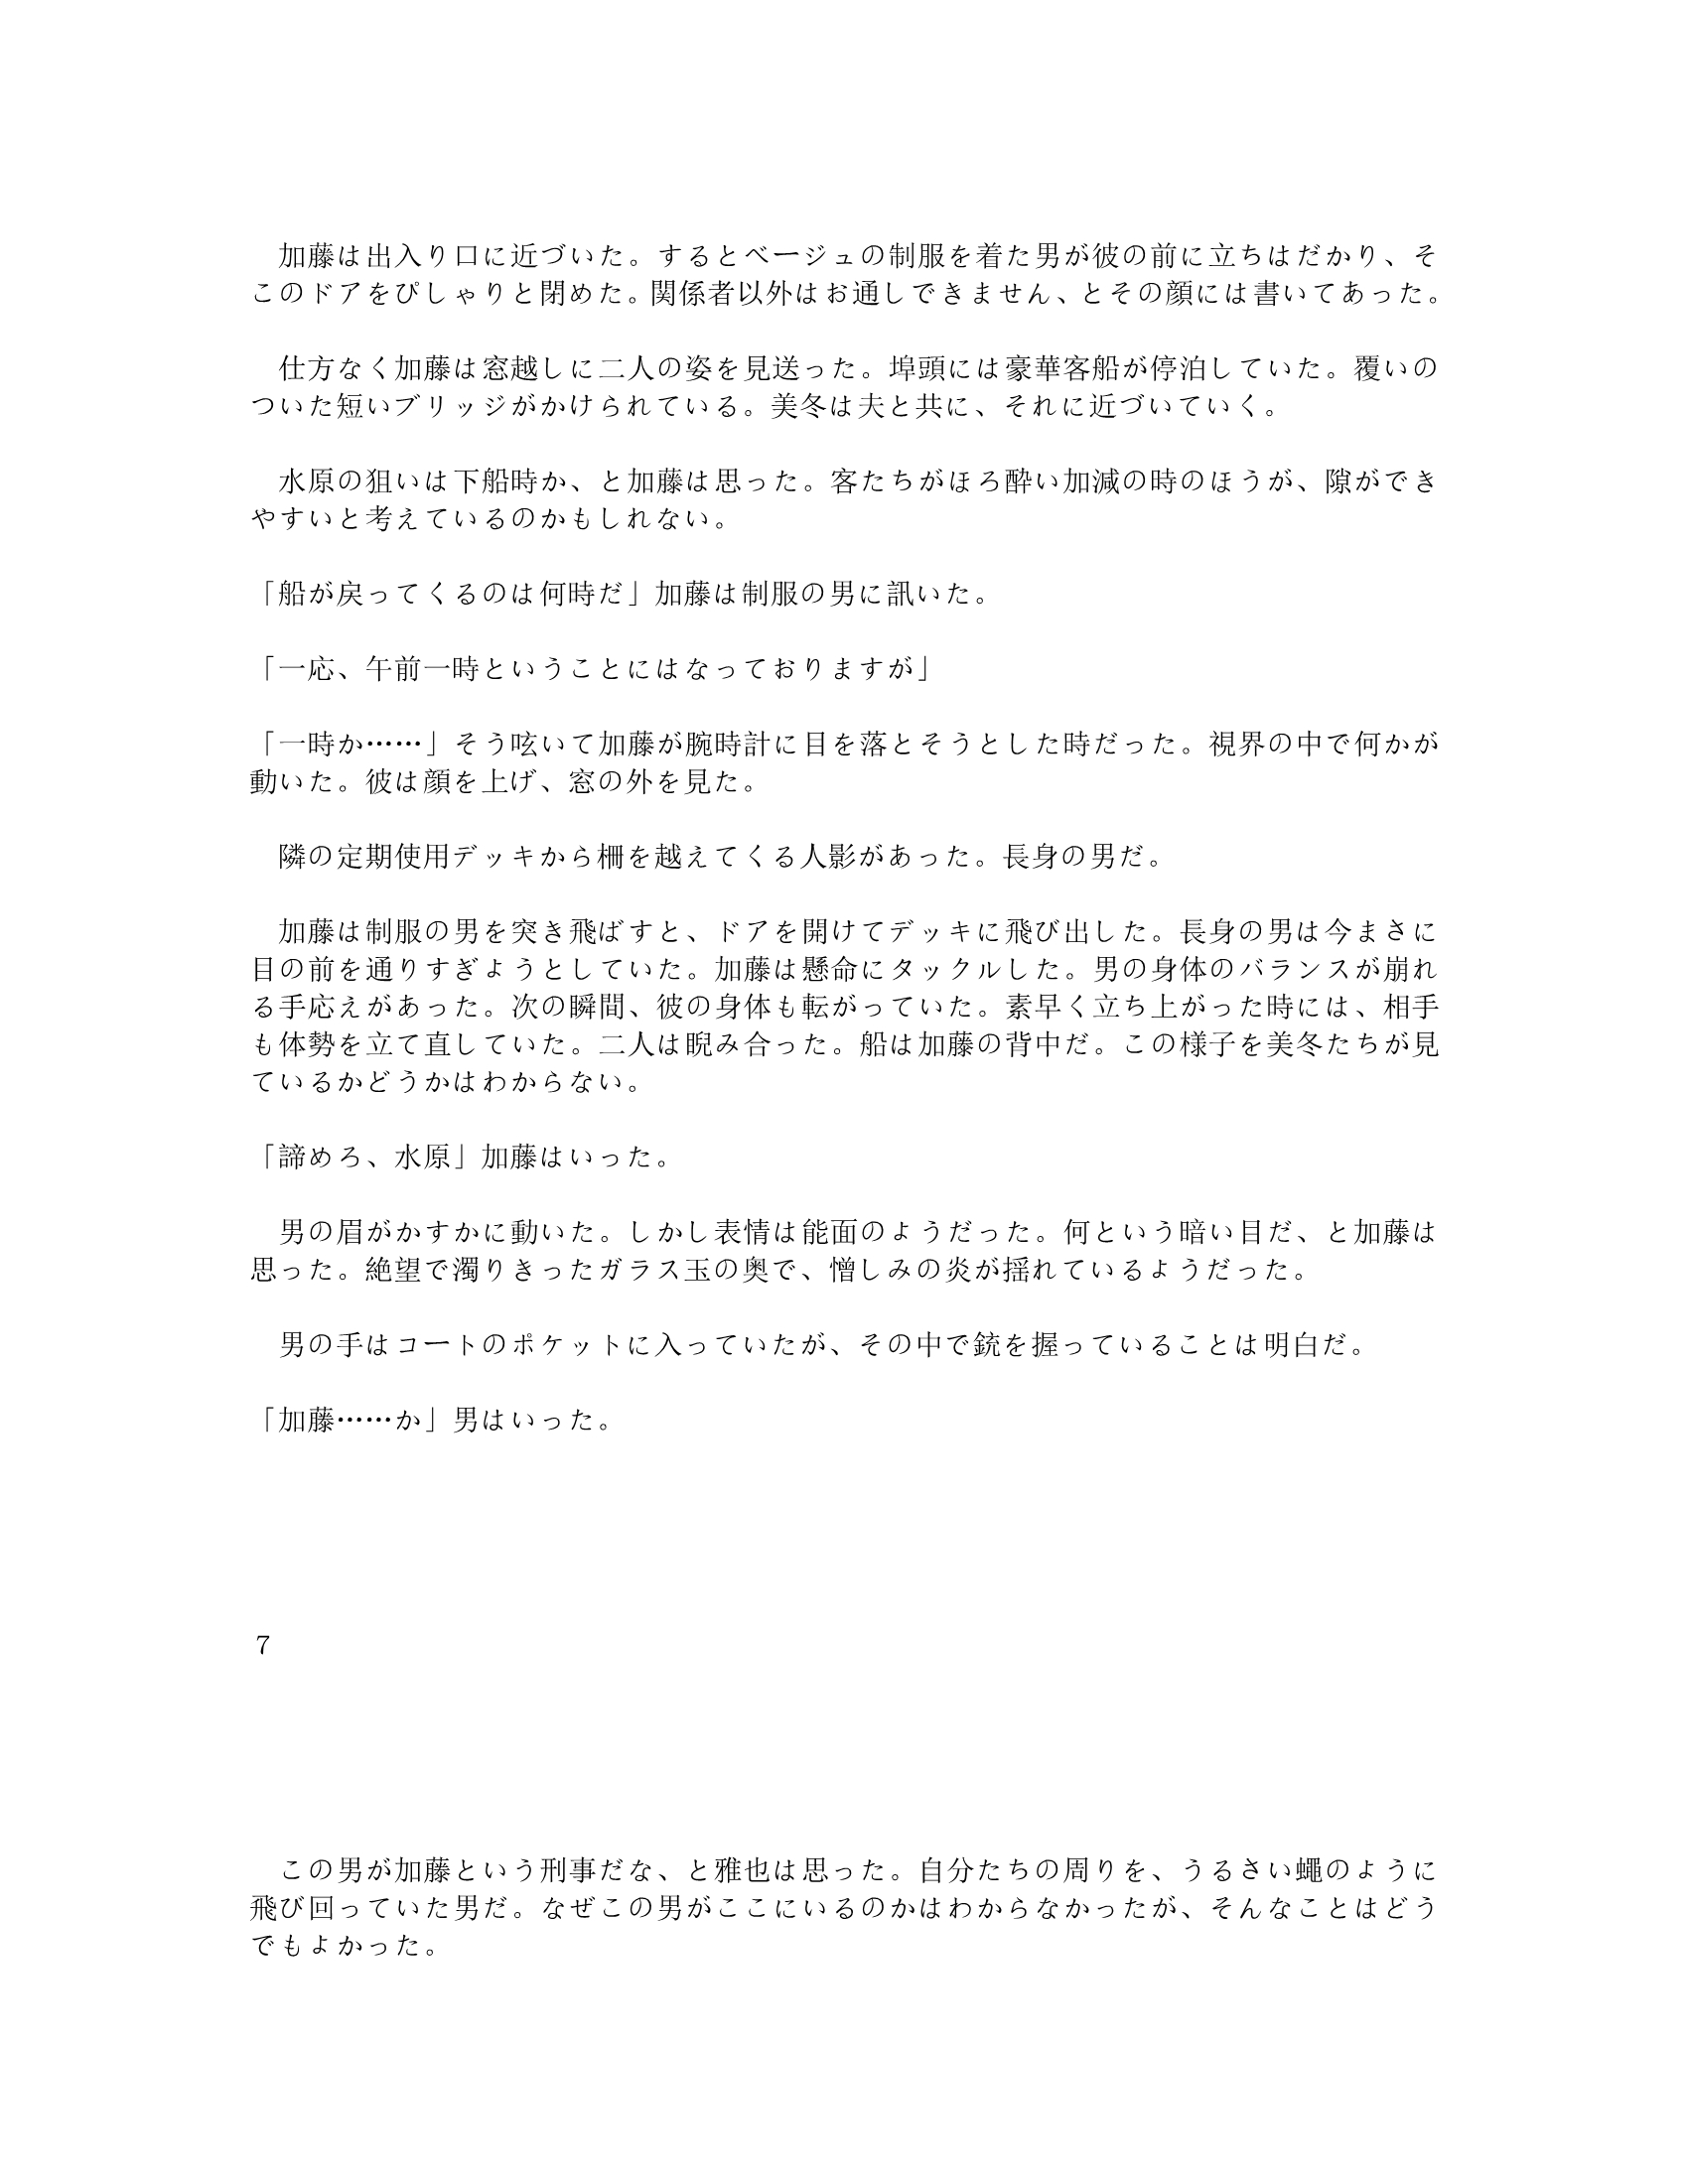 加藤は出入り口に近づいた。するとベージュの制服を着た男が彼の前に立ちはだかり、そ
このドアをぴしゃりと閉めた。関係者以外はお通しできません、とその顔には書いてあった。
　仕方なく加藤は窓越しに二人の姿を見送った。埠頭には豪華客船が停泊していた。覆いの
ついた短いブリッジがかけられている。美冬は夫と共に、それに近づいていく。
　水原の狙いは下船時か、と加藤は思った。客たちがほろ酔い加減の時のほうが、隙ができ
やすいと考えているのかもしれない。
「船が戻ってくるのは何時だ」加藤は制服の男に訊いた。
「一応、午前一時ということにはなっておりますが」
「一時か……」そう呟いて加藤が腕時計に目を落とそうとした時だった。視界の中で何かが
動いた。彼は顔を上げ、窓の外を見た。
　隣の定期使用デッキから柵を越えてくる人影があった。長身の男だ。
　加藤は制服の男を突き飛ばすと、ドアを開けてデッキに飛び出した。長身の男は今まさに
目の前を通りすぎようとしていた。加藤は懸命にタックルした。男の身体のバランスが崩れ
る手応えがあった。次の瞬間、彼の身体も転がっていた。素早く立ち上がった時には、相手
も体勢を立て直していた。二人は睨み合った。船は加藤の背中だ。この様子を美冬たちが見
ているかどうかはわからない。
「諦めろ、水原」加藤はいった。
　男の眉がかすかに動いた。しかし表情は能面のようだった。何という暗い目だ、と加藤は
思った。絶望で濁りきったガラス玉の奥で、憎しみの炎が揺れているようだった。
　男の手はコートのポケットに入っていたが、その中で銃を握っていることは明白だ。
「加藤……か」男はいった。
７
　この男が加藤という刑事だな、と雅也は思った。自分たちの周りを、うるさい蠅のように
飛び回っていた男だ。なぜこの男がここにいるのかはわからなかったが、そんなことはどう
でもよかった。